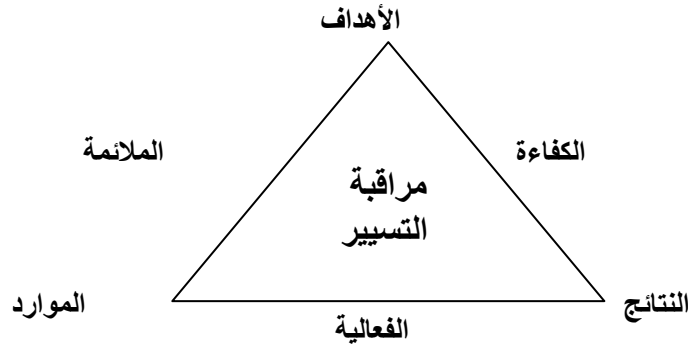 الأهداف
الكفاءة
الملائمة
مراقبة
التسيير
النتائج
الموارد
الفعالية